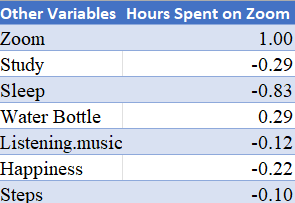 Other Variables Hours Spent on Zoom
Zoom 1.00
Study -0.29
Sleep -0.83
Water Bottle 0.29
Listening.music -0.12
Happiness -0.22
Steps -0.10